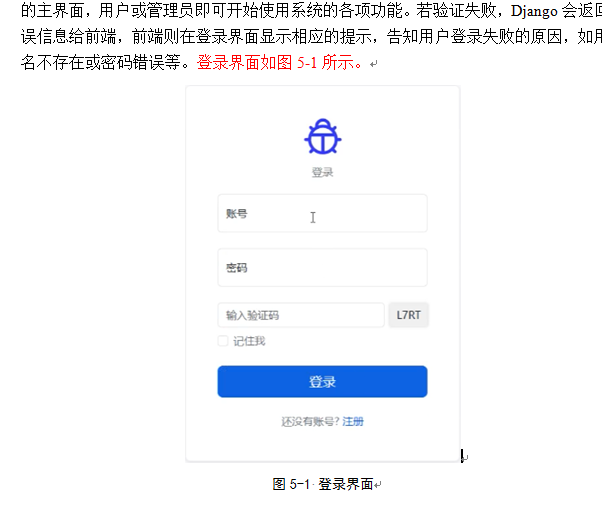 的主界面，用户或管理员即可开始使用系统的各项功能。若验证失败，Django 会返回
误信息给前端，前端则在登录界面显示相应的提示，告知用户登录失败的原因，如用
名不存在或密码错误等。登录界面如图 5-1 所示。
登录
账号
密码
输入验证码 L7RT
记住我
登录
还没有账号? 注册
图 5-1 登录界面